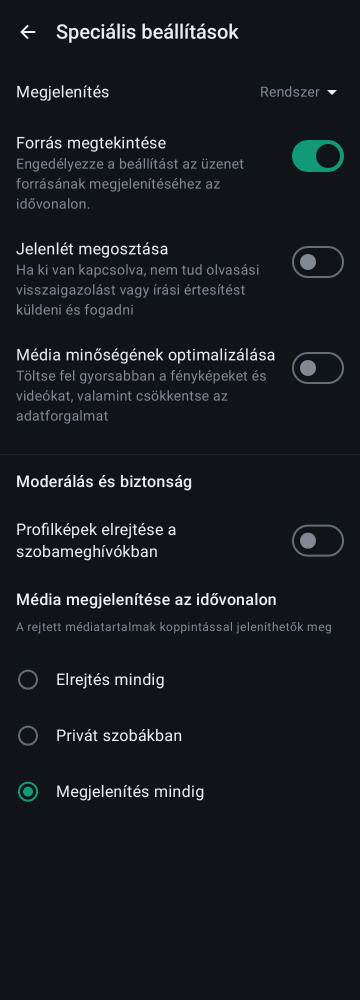 Speciális beállítások
Megjelenítés
Rendszer
Forrás megtekintése
Engedélyezze a beállítást az üzenet
forrásának megjelenítéséhez az
idővonalon.
Jelenlét megosztása
Ha ki van kapcsolva, nem tud olvasási
visszaigazolást vagy írási értesítést
küldeni és fogadni
Média minőségének optimalizálása
Töltse fel gyorsabban a fényképeket és
videókat, valamint csökkentse az
adatforgalmat
Moderálás és biztonság
Profilképek elrejtése a
szobameghívókban
Média megjelenítése az idővonalon
A rejtett médiatartalmak koppintással jeleníthetők meg
Elrejtés mindig
Privát szobákban
Megjelenítés mindig